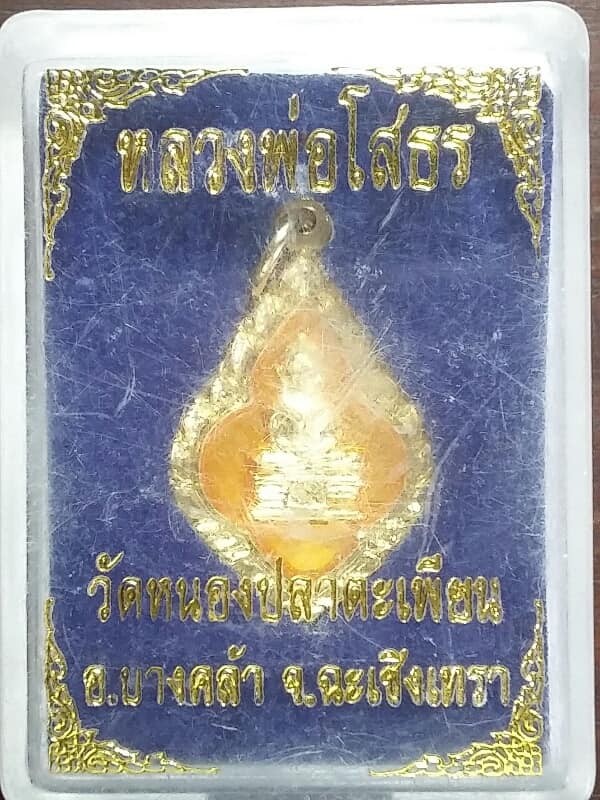 หลวงพ่อโสธร
วัดหนองปลาตะเพียน
อ.บางคล้า จ.ฉะเชิงเทรา